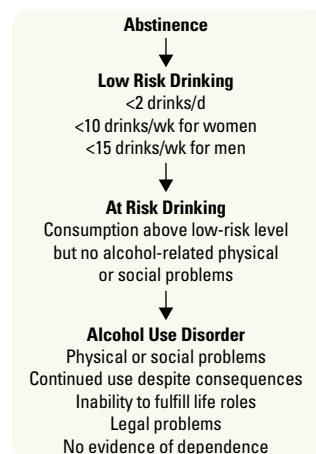 Abstinence
Low Risk Drinking
<2 drinks/d
<10 drinks/wk for women
<15 drinks/wk for men
At Risk Drinking
Consumption above low-risk level
but no alcohol-related physical
or social problems
Alcohol Use Disorder
Physical or social problems
Continued use despite consequences
Inability to fulfill life roles
Legal problems
No evidence of dependence